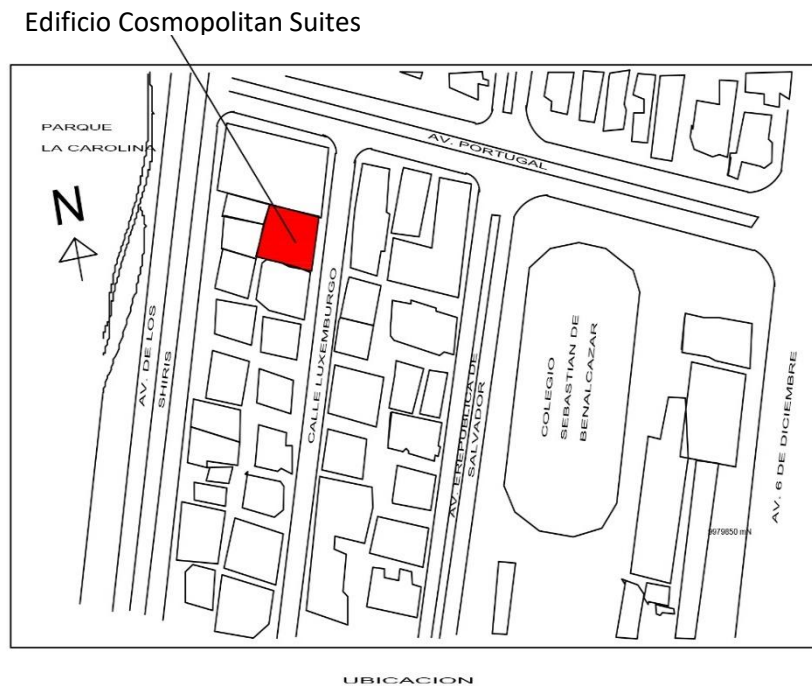 Edificio Cosmopolitan Suites
PARQUE
LA CAROLINA
N
AV. PORTUGAL
AV. DE LOS
SHIRIS
CALLE LUXEMBURGO
AV. EREPUBLICA DE
SALVADOR
COLEGIO
SEBASTIAN DE
BENALCAZAR
AV. 6 DE DICIEMBRE
9979850 mN
UBICACION